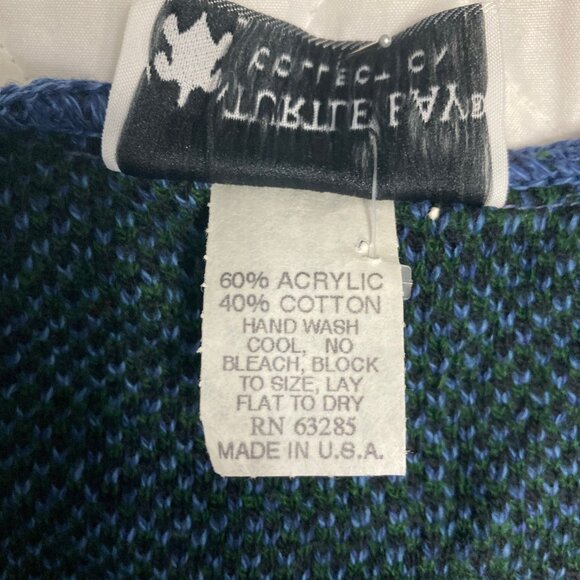 TURTLE BAY®
COLLECTION
60% ACRYLIC
40% COTTON
HAND WASH
COOL, NO
BLEACH, BLOCK
TO SIZE, LAY
FLAT TO DRY
RN 63285
MADE IN U.S.A.